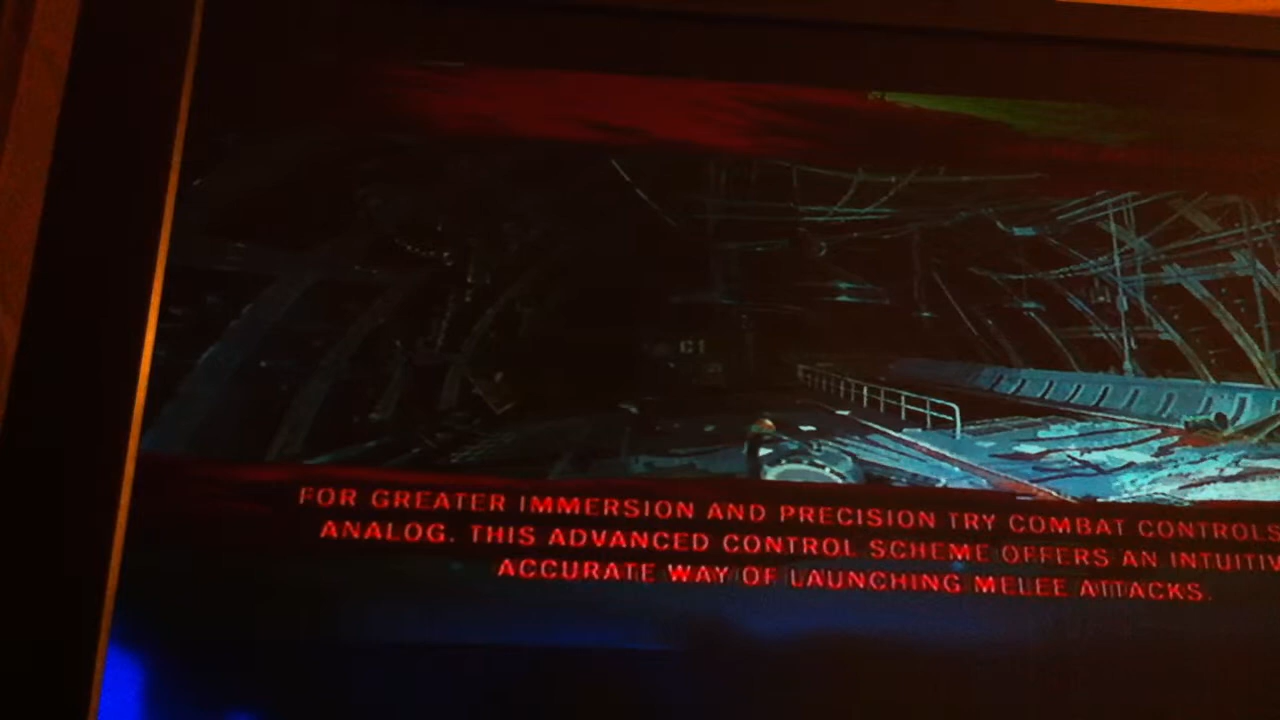 FOR GREATER IMMERSION AND PRECISION TRY COMBAT CONTROLS
ANALOG. THIS ADVANCED CONTROL SCHEME OFFERS AN
ACCURATE WAY OF LAUNCHING MELEE ATTACKS.